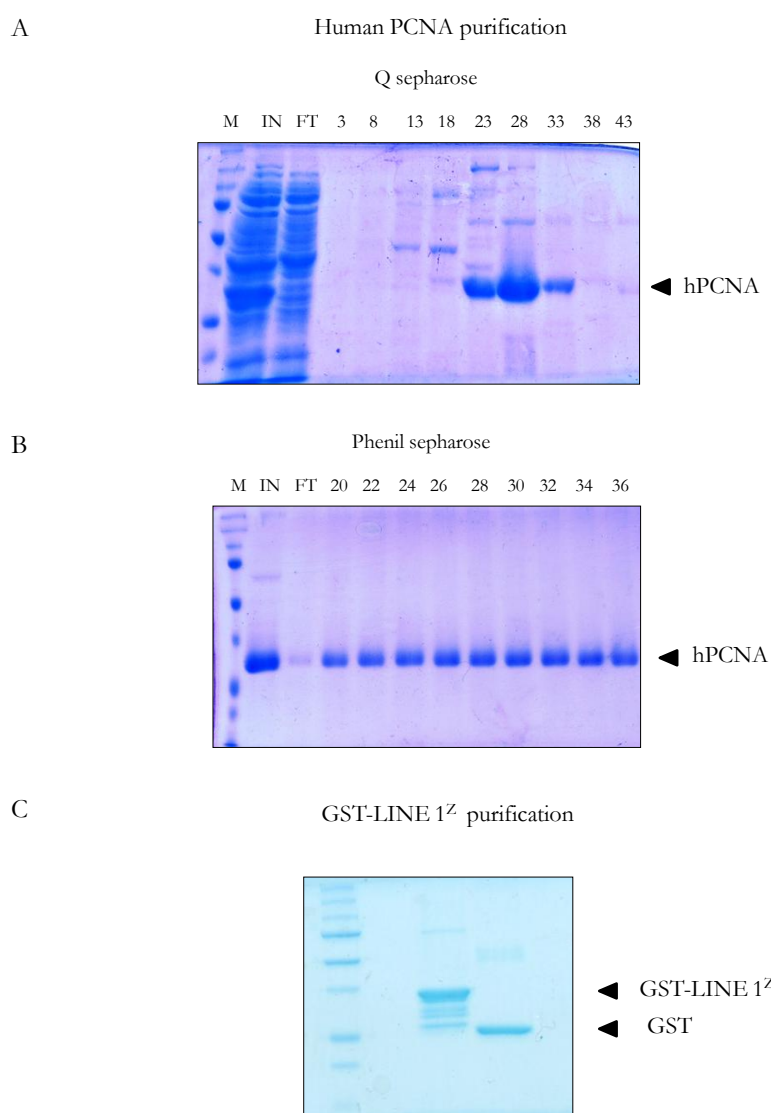 A
Human PCNA purification
Q sepharose
M IN FT 3 8 13 18 23 28 33 38 43
hPCNA
B
Phenil sepharose
M IN FT 20 22 24 26 28 30 32 34 36
hPCNA
C
GST-LINE 1ᶻ purification
GST-LINE 1ᶻ
GST